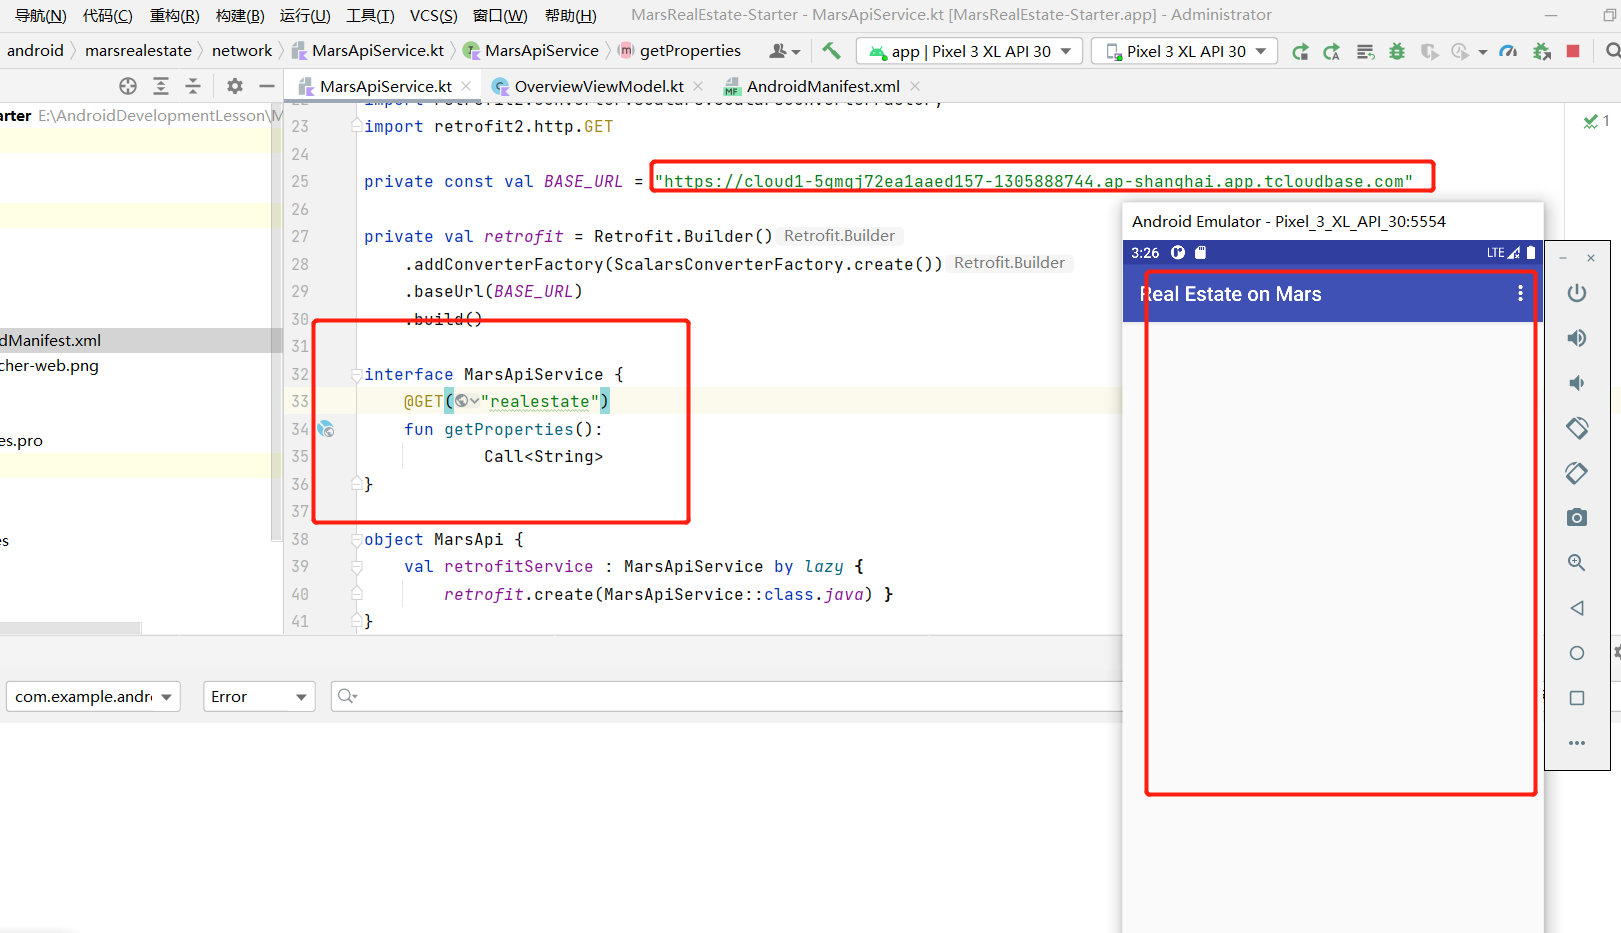 导航(N) 代码(C) 重构(R) 构建(B) 运行(U) 工具(T) VCS(S) 窗口(W) 帮助(H) MarsRealEstate-Starter - MarsApiService.kt [MarsRealEstate-Starter.app] - Administrator
android marsrealestate network MarsApiService.kt MarsApiService getProperties app | Pixel 3 XL API 30 Pixel 3 XL API 30
MarsApiService.kt OverviewViewModel.kt AndroidManifest.xml
arter E:\AndroidDevelopmentLesson\M
1
dManifest.xml
cher-web.png
es.pro
es
22 import retrofit2.converter.scalars.ScalarsConverterFactory
23 import retrofit2.http.GET
24
25 private const val BASE_URL = "https://cloud1-5gmqj72ea1aaed157-1305888744.ap-shanghai.app.tcloudbase.com"
26
27 private val retrofit = Retrofit.Builder() Retrofit.Builder
28 .addConverterFactory(ScalarsConverterFactory.create()) Retrofit.Builder
29 .baseUrl(BASE_URL)
30 .build()
31
32 interface MarsApiService {
33 @GET("realestate")
34 fun getProperties():
35 Call<String>
36 }
37
38 object MarsApi {
39 val retrofitService : MarsApiService by lazy {
40 retrofit.create(MarsApiService::class.java) }
41 }
com.example.andr Error
Android Emulator - Pixel_3_XL_API_30:5554
3:26 LTE
Real Estate on Mars